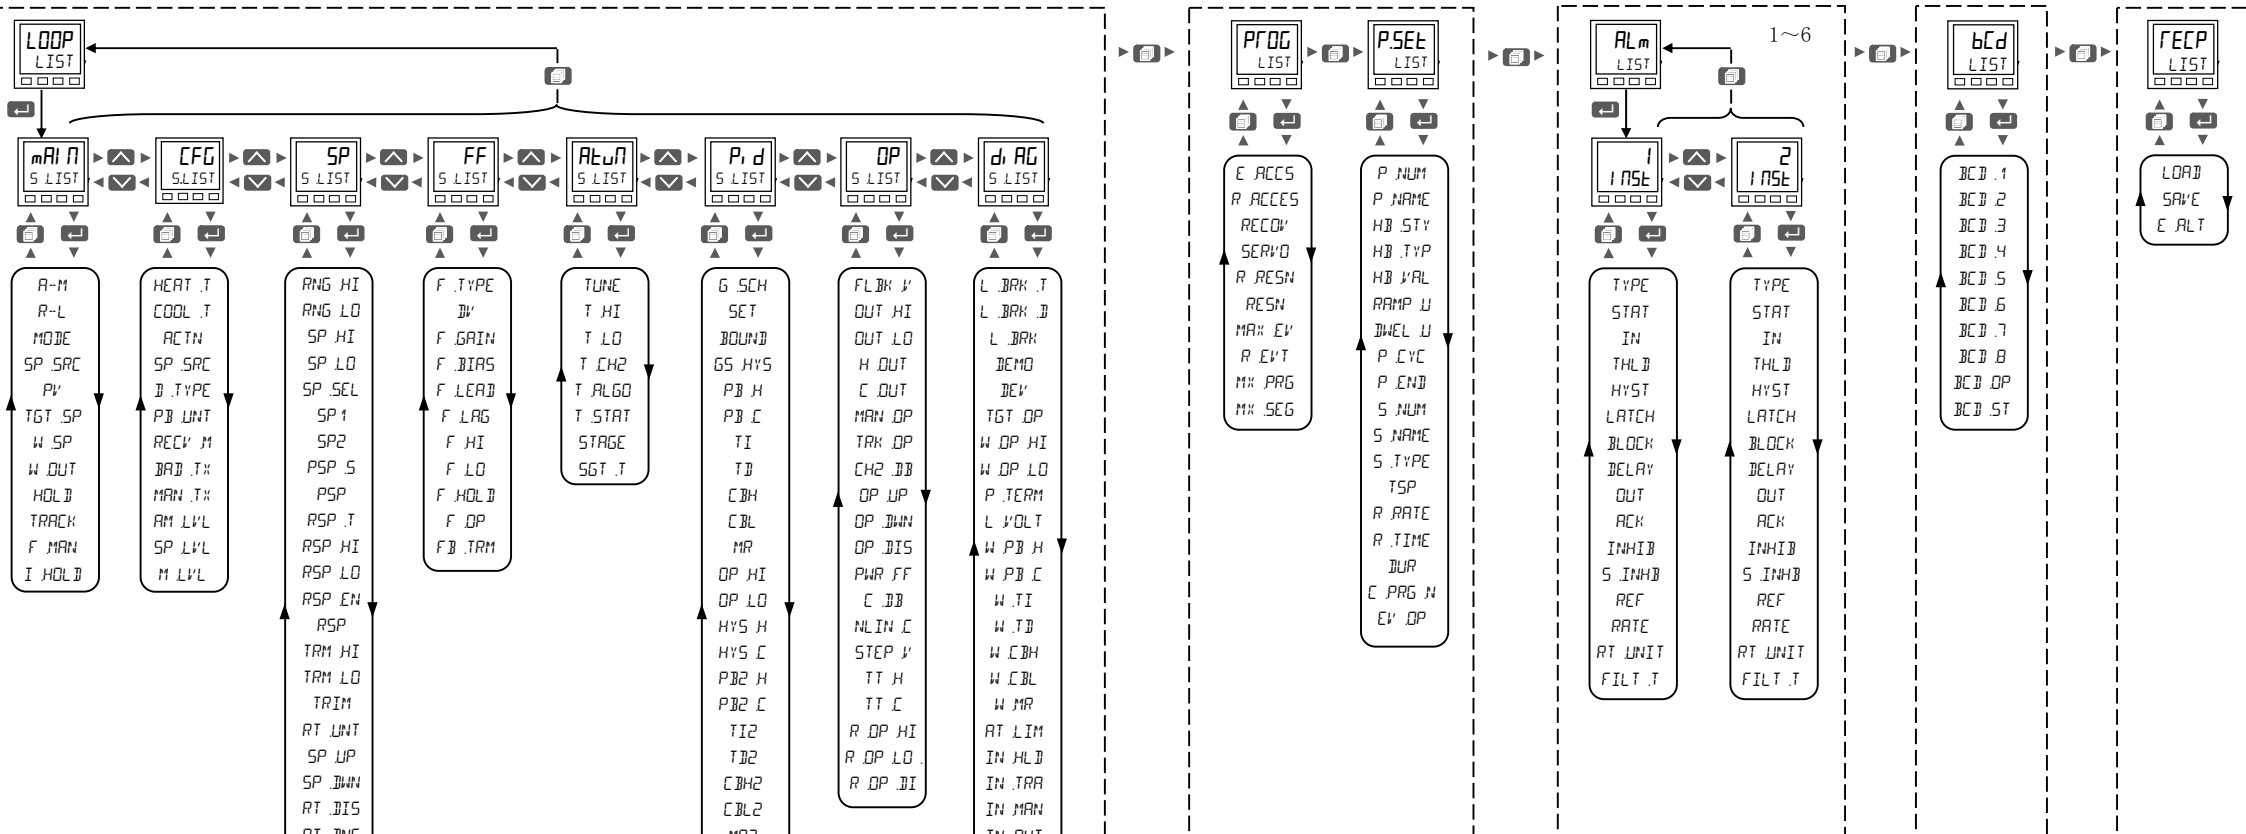 LOOP
LIST
PROG
LIST
P.SEt
LIST
ALm
LIST
1～6
bCd
LIST
rECP
LIST
mAIn
S.LIST
CFG
S.LIST
SP
S.LIST
FF
S.LIST
AtUn
S.LIST
Pid
S.LIST
OP
S.LIST
diAG
S.LIST
1
InSt
2
InSt
A-M
R-L
MODE
SP.SRC
PV
TGT.SP
W.SP
W.OUT
HOLD
TRACK
F.MAN
I.HOLD
HEAT.T
COOL.T
ACTN
SP.SRC
D.TYPE
PB.UNT
RECV.M
BAD.TX
MAN.TX
AM.LVL
SP.LVL
M.LVL
RNG.HI
RNG.LO
SP.HI
SP.LO
SP.SEL
SP1
SP2
PSP.S
PSP
RSP.T
RSP.HI
RSP.LO
RSP.EN
RSP
TRM.HI
TRM.LO
TRIM
RT.UNT
SP.UP
SP.DWN
RT.DIS
F.TYPE
DV
F.GAIN
F.BIAS
F.LEAD
F.LAG
F.HI
F.LO
F.HOLD
F.OP
FB.TRM
TUNE
T.HI
T.LO
T.CH2
T.ALGO
T.STAT
STAGE
SGT.T
G.SCH
SET
BOUND
GS.HYS
PB.H
PB.C
TI
TD
CBH
CBL
MR
OP.HI
OP.LO
HYS.H
HYS.C
PB2.H
PB2.C
TI2
TD2
CBH2
CBL2
FLBK.V
OUT.HI
OUT.LO
H.OUT
C.OUT
MAN.OP
TRK.OP
CH2.DB
OP.UP
OP.DWN
OP.DIS
PWR.FF
C.DB
NLIN.C
STEP.V
TT.H
TT.C
R.OP.HI
R.OP.LO.
R.OP.DI
L.BRK.T
L.BRK.D
L.BRK
DEMO
DEV
TGT.OP
W.OP.HI
W.OP.LO
P.TERM
L.VOLT
W.PB.H
W.PB.C
W.TI
W.TD
W.CBH
W.CBL
W.MR
AT.LIM
IN.HLD
IN.TRA
IN.MAN
E.ACCS
R.ACCES
RECOV
SERVO
R.RESN
RESN
MAX.EV
R.EVT
MX.PRG
MX.SEG
P.NUM
P.NAME
HB.STY
HB.TYP
HB.VAL
RAMP.U
DWEL.U
P.CYC
P.END
S.NUM
S.NAME
S.TYPE
TSP
R.RATE
R.TIME
DUR
C.PRG.N
EV.OP
TYPE
STAT
IN
THLD
HYST
LATCH
BLOCK
DELAY
OUT
ACK
INHIB
S.INHB
REF
RATE
RT.UNIT
FILT.T
TYPE
STAT
IN
THLD
HYST
LATCH
BLOCK
DELAY
OUT
ACK
INHIB
S.INHB
REF
RATE
RT.UNIT
FILT.T
BCD.1
BCD.2
BCD.3
BCD.4
BCD.5
BCD.6
BCD.7
BCD.8
BCD.OP
BCD.ST
LOAD
SAVE
E.ALT